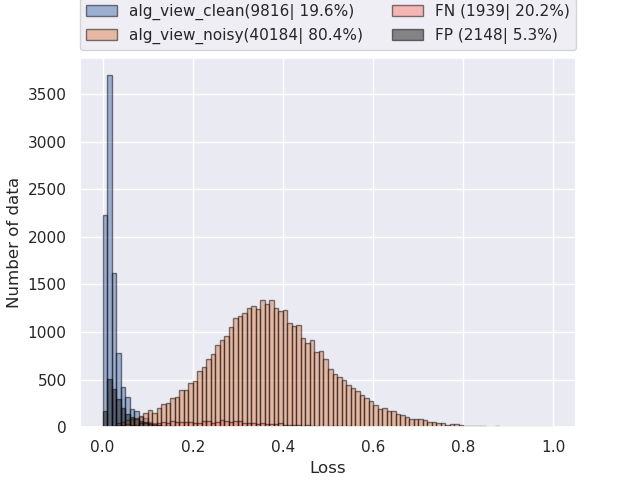 alg_view_clean(9816| 19.6%)
alg_view_noisy(40184| 80.4%)
FN (1939| 20.2%)
FP (2148| 5.3%)
Number of data
3500
3000
2500
2000
1500
1000
500
0
0.0 0.2 0.4 0.6 0.8 1.0
Loss